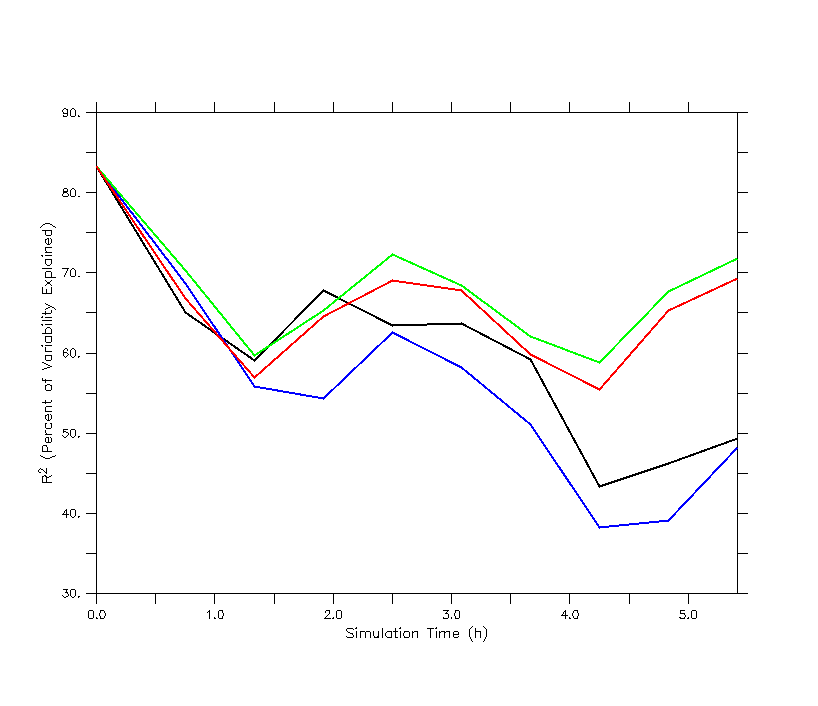 90.
80.
70.
60.
50.
40.
30.
R² (Percent of Variability Explained)
0.0 1.0 2.0 3.0 4.0 5.0
Simulation Time (h)